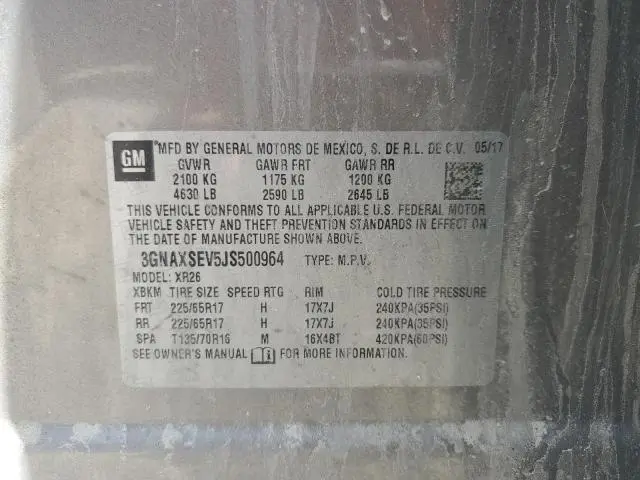 GM
MFD BY GENERAL MOTORS DE MEXICO, S. DE R.L. DE C.V. 05/17
GVWR GAWR FRT GAWR RR
2100 KG 1175 KG 1200 KG
4630 LB 2590 LB 2645 LB
THIS VEHICLE CONFORMS TO ALL APPLICABLE U.S. FEDERAL MOTOR
VEHICLE SAFETY AND THEFT PREVENTION STANDARDS IN EFFECT ON
THE DATE OF MANUFACTURE SHOWN ABOVE.
3GNAXSEV5JS500964 TYPE: M.P.V.
MODEL: XR26
XBKM TIRE SIZE SPEED RTG RIM COLD TIRE PRESSURE
FRT 225/65R17 H 17X7J 240KPA(35PSI)
RR 225/65R17 H 17X7J 240KPA(35PSI)
SPA T135/70R16 M 16X4BT 420KPA(60PSI)
SEE OWNER'S MANUAL FOR MORE INFORMATION.